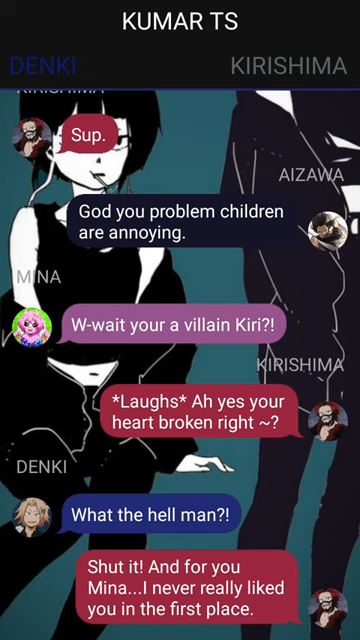 KUMAR TS
DENKI
KIRISHIMA
KIRISHIMA
Sup.
AIZAWA
God you problem children
are annoying.
MINA
W-wait your a villain Kiri?!
KIRISHIMA
*Laughs* Ah yes your
heart broken right ~?
DENKI
What the hell man?!
Shut it! And for you
Mina...I never really liked
you in the first place.